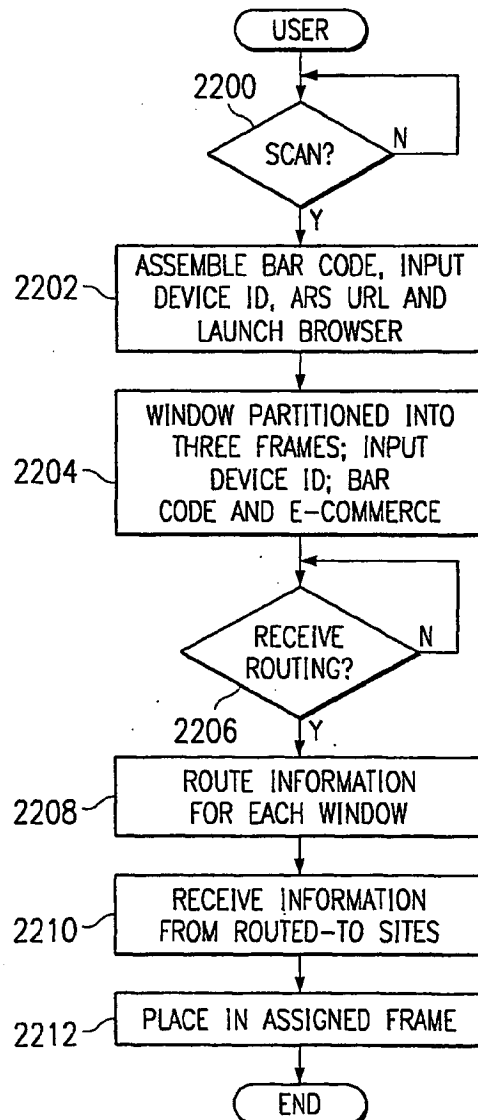 USER
2200
SCAN?
N
Y
2202
ASSEMBLE BAR CODE, INPUT
DEVICE ID, ARS URL AND
LAUNCH BROWSER
2204
WINDOW PARTITIONED INTO
THREE FRAMES; INPUT
DEVICE ID; BAR
CODE AND E-COMMERCE
RECEIVE
ROUTING?
N
2206
Y
2208
ROUTE INFORMATION
FOR EACH WINDOW
2210
RECEIVE INFORMATION
FROM ROUTED-TO SITES
2212
PLACE IN ASSIGNED FRAME
END